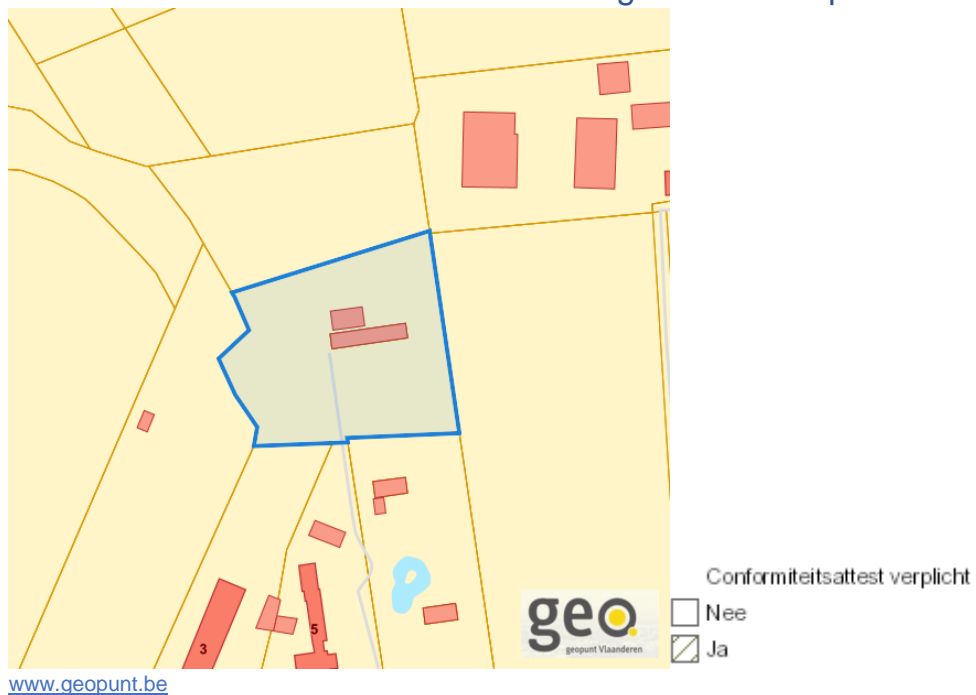 5
3
geo.
geopunt Vlaanderen
Conformiteitsattest verplicht
Nee
Ja
www.geopunt.be